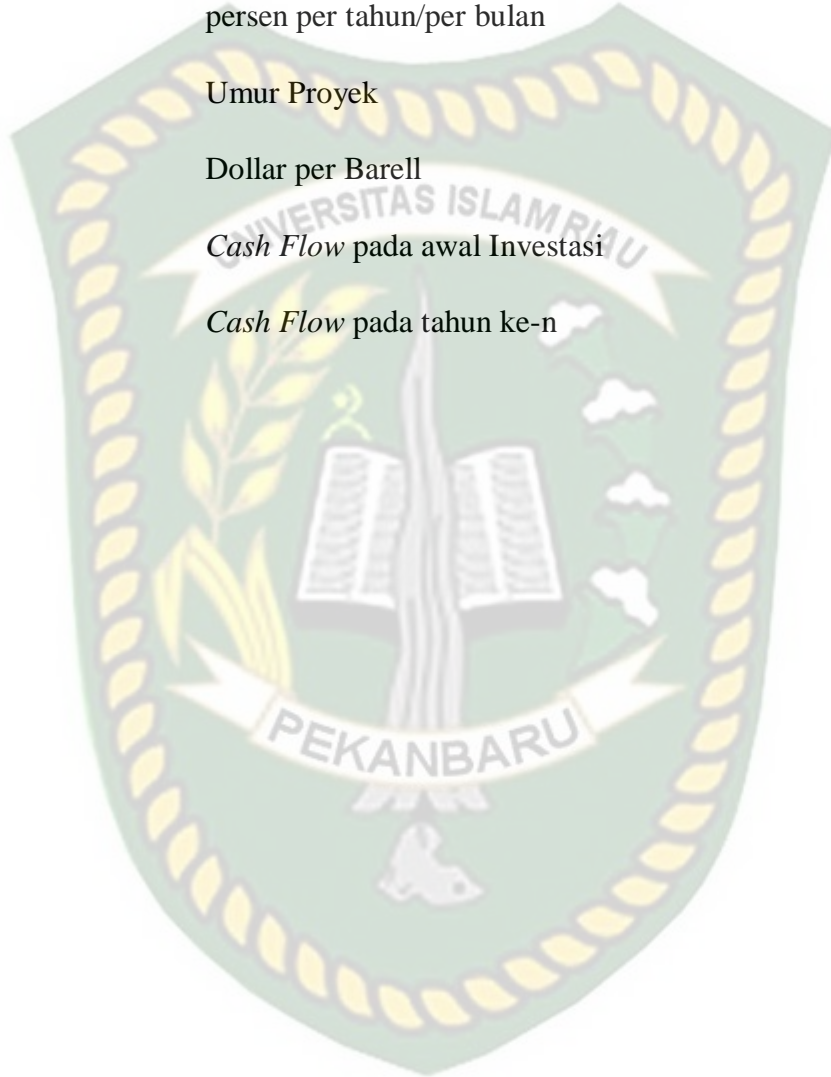 persen per tahun/per bulan
Umur Proyek
Dollar per Barell
UNIVERSITAS ISLAM RIAU
Cash Flow pada awal Investasi
Cash Flow pada tahun ke-n
PEKANBARU